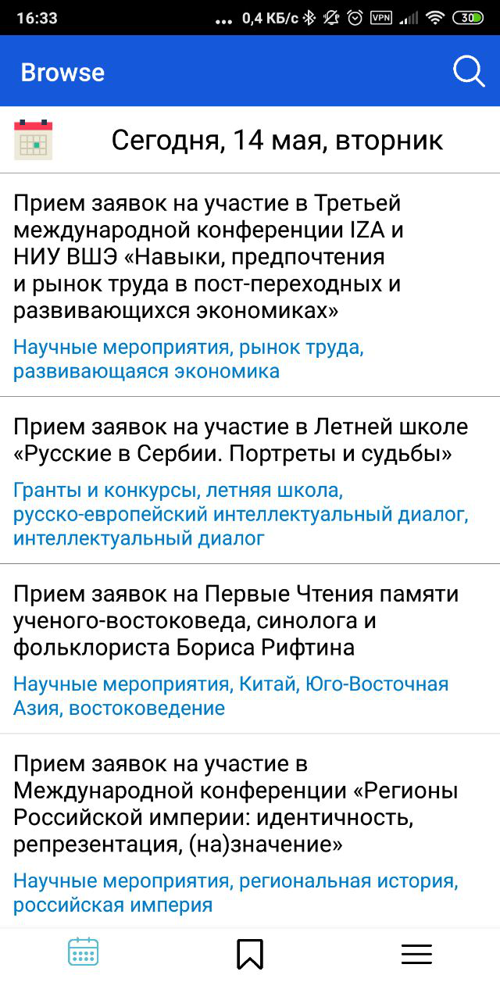 16:33
... 0,4 КБ/с VPN 30
Browse
Сегодня, 14 мая, вторник
Прием заявок на участие в Третьей
международной конференции IZA и
НИУ ВШЭ «Навыки, предпочтения
и рынок труда в пост-переходных и
развивающихся экономиках»
Научные мероприятия, рынок труда,
развивающаяся экономика
Прием заявок на участие в Летней школе
«Русские в Сербии. Портреты и судьбы»
Гранты и конкурсы, летняя школа,
русско-европейский интеллектуальный диалог,
интеллектуальный диалог
Прием заявок на Первые Чтения памяти
ученого-востоковеда, синолога и
фольклориста Бориса Рифтина
Научные мероприятия, Китай, Юго-Восточная
Азия, востоковедение
Прием заявок на участие в
Международной конференции «Регионы
Российской империи: идентичность,
репрезентация, (на)значение»
Научные мероприятия, региональная история,
российская империя